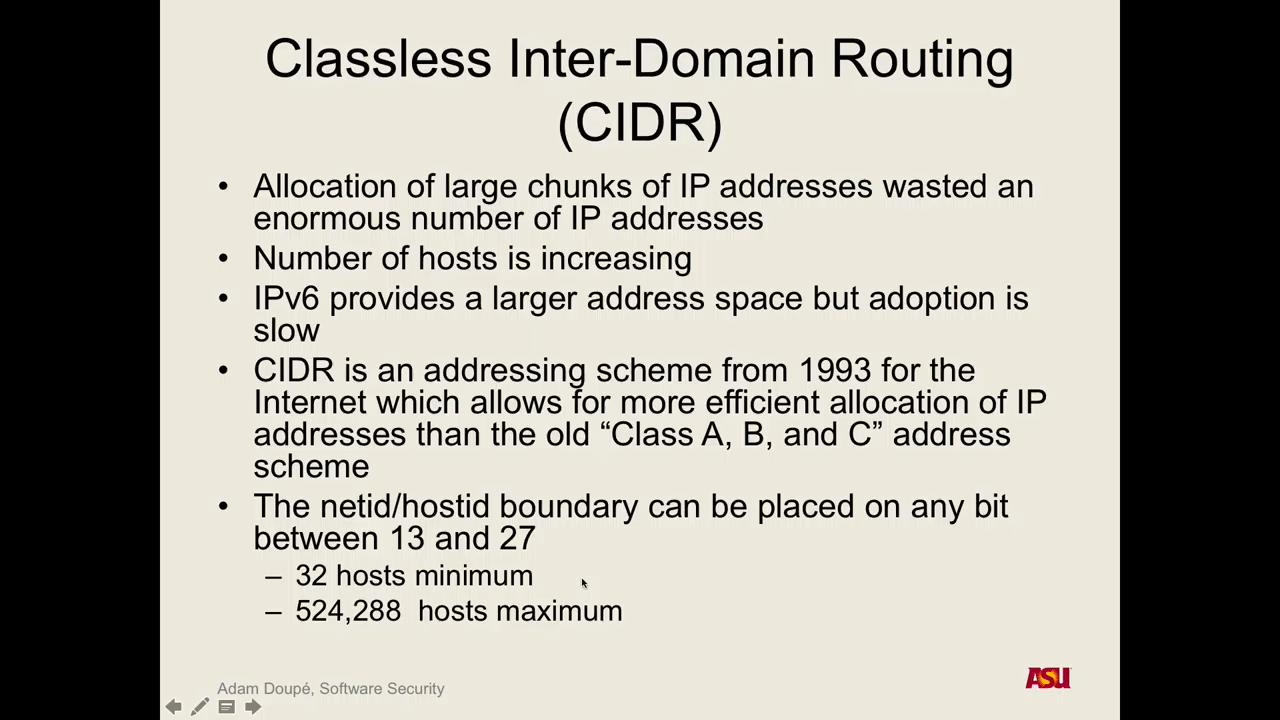 Classless Inter-Domain Routing
(CIDR)
• Allocation of large chunks of IP addresses wasted an
enormous number of IP addresses
• Number of hosts is increasing
• IPv6 provides a larger address space but adoption is
slow
• CIDR is an addressing scheme from 1993 for the
Internet which allows for more efficient allocation of IP
addresses than the old “Class A, B, and C” address
scheme
• The netid/hostid boundary can be placed on any bit
between 13 and 27
– 32 hosts minimum
– 524,288  hosts maximum
Adam Doupé, Software Security
ASU